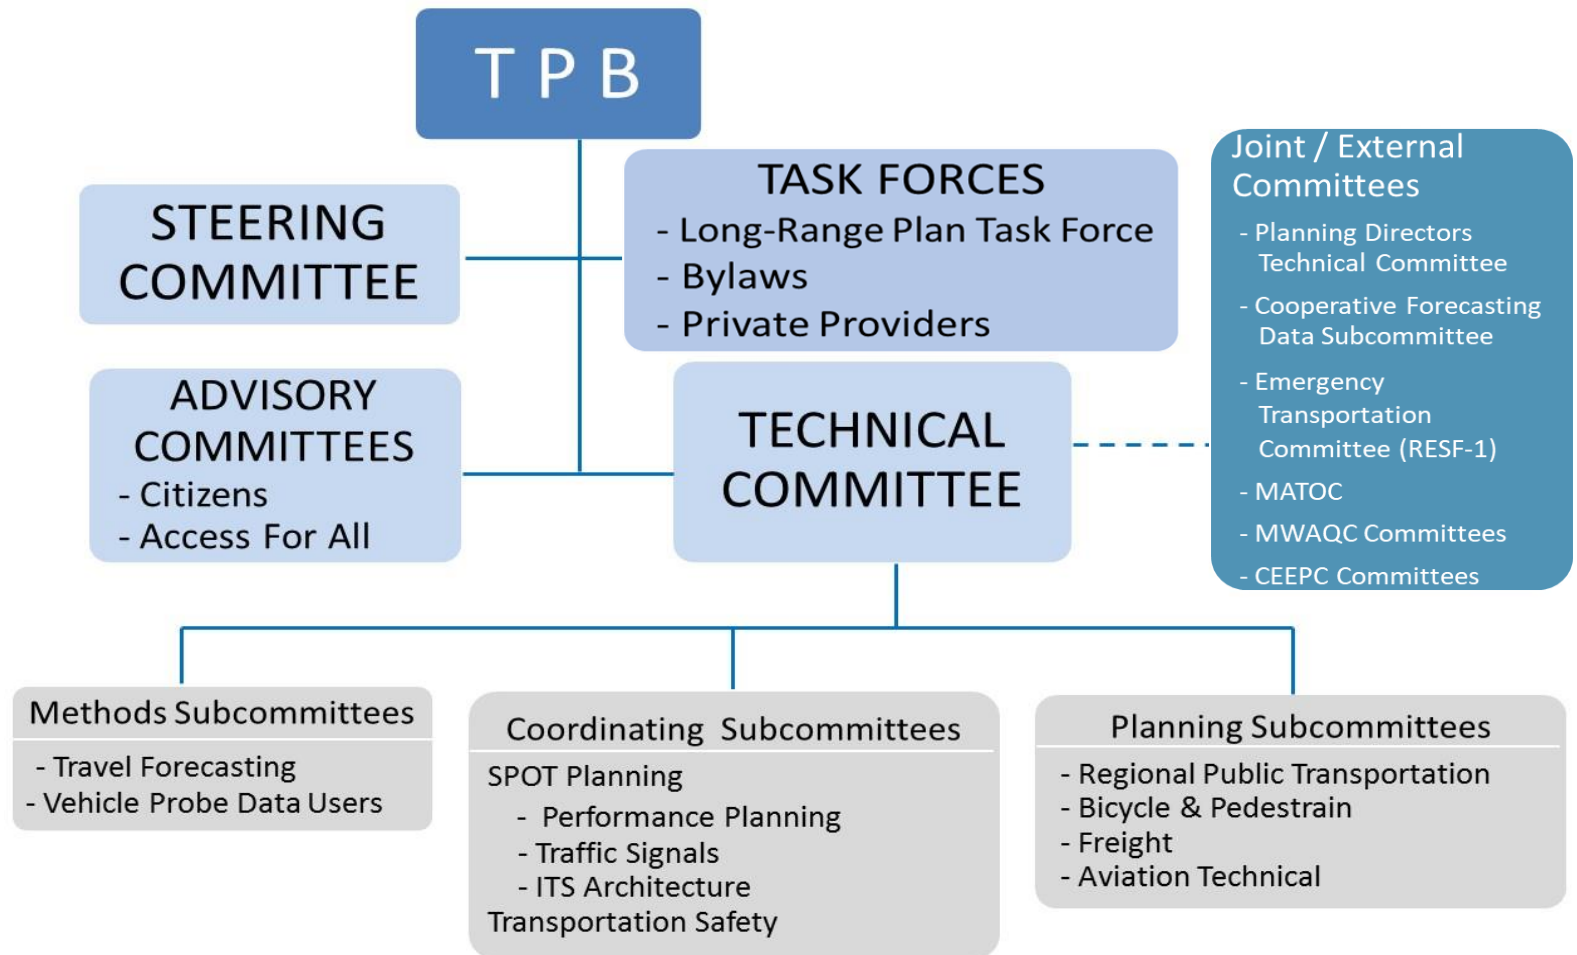 T P B
STEERING
COMMITTEE
TASK FORCES
- Long-Range Plan Task Force
- Bylaws
- Private Providers
Joint / External
Committees
- Planning Directors
Technical Committee
- Cooperative Forecasting
Data Subcommittee
- Emergency
Transportation
Committee (RESF-1)
- MATOC
- MWAQC Committees
- CEEPC Committees
ADVISORY
COMMITTEES
- Citizens
- Access For All
TECHNICAL
COMMITTEE
Methods Subcommittees
- Travel Forecasting
- Vehicle Probe Data Users
Coordinating Subcommittees
SPOT Planning
- Performance Planning
- Traffic Signals
- ITS Architecture
Transportation Safety
Planning Subcommittees
- Regional Public Transportation
- Bicycle & Pedestrain
- Freight
- Aviation Technical